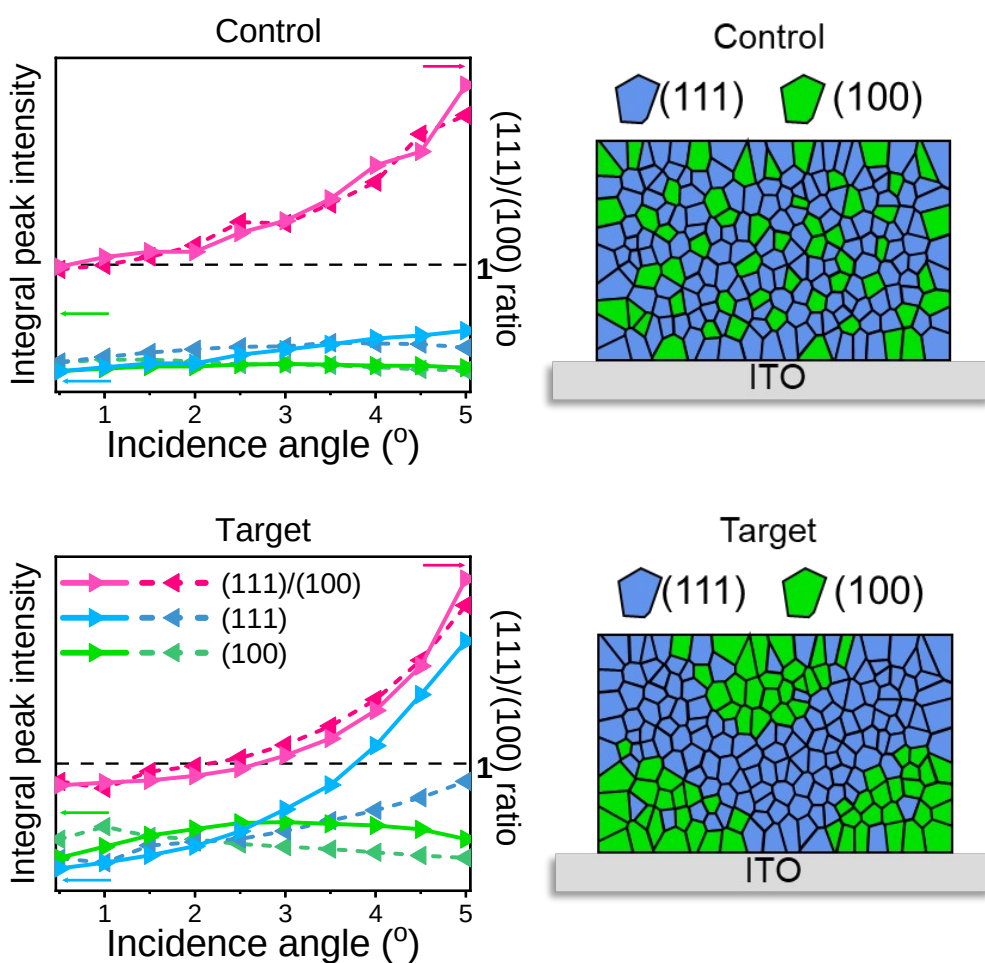 Control
Integral peak intensity
(111)/(100) ratio
1
1 2 3 4 5
Incidence angle (o)
Control
(111) (100)
ITO
Target
Integral peak intensity
(111)/(100)
(111)
(100)
(111)/(100) ratio
1
1 2 3 4 5
Incidence angle (o)
Target
(111) (100)
ITO